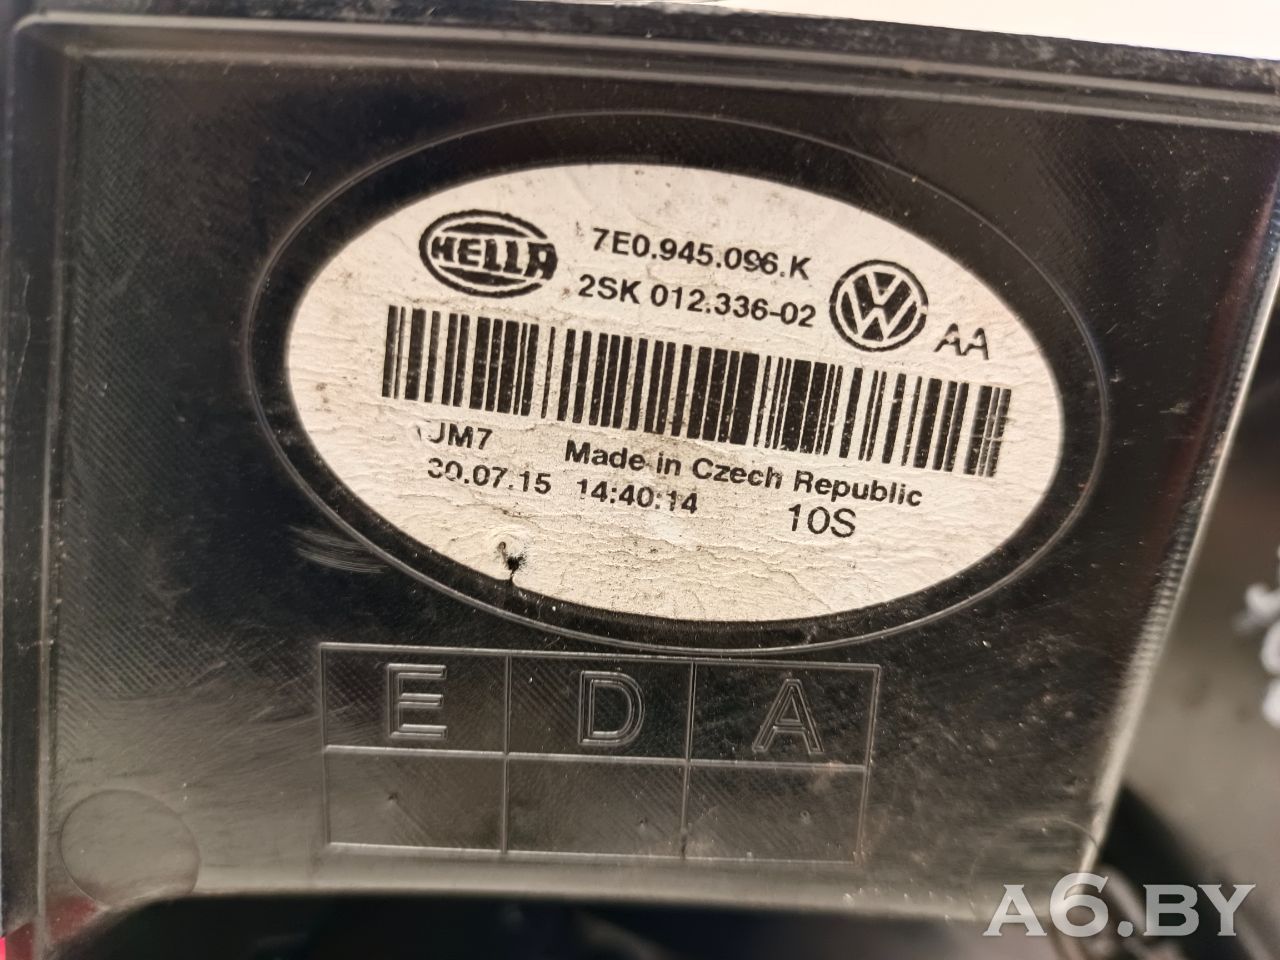 HELLA
7E0.945.096.K
2SK 012.336-02
AA
JM7
Made in Czech Republic
30.07.15 14:40:14
10S
E D A
A6.BY